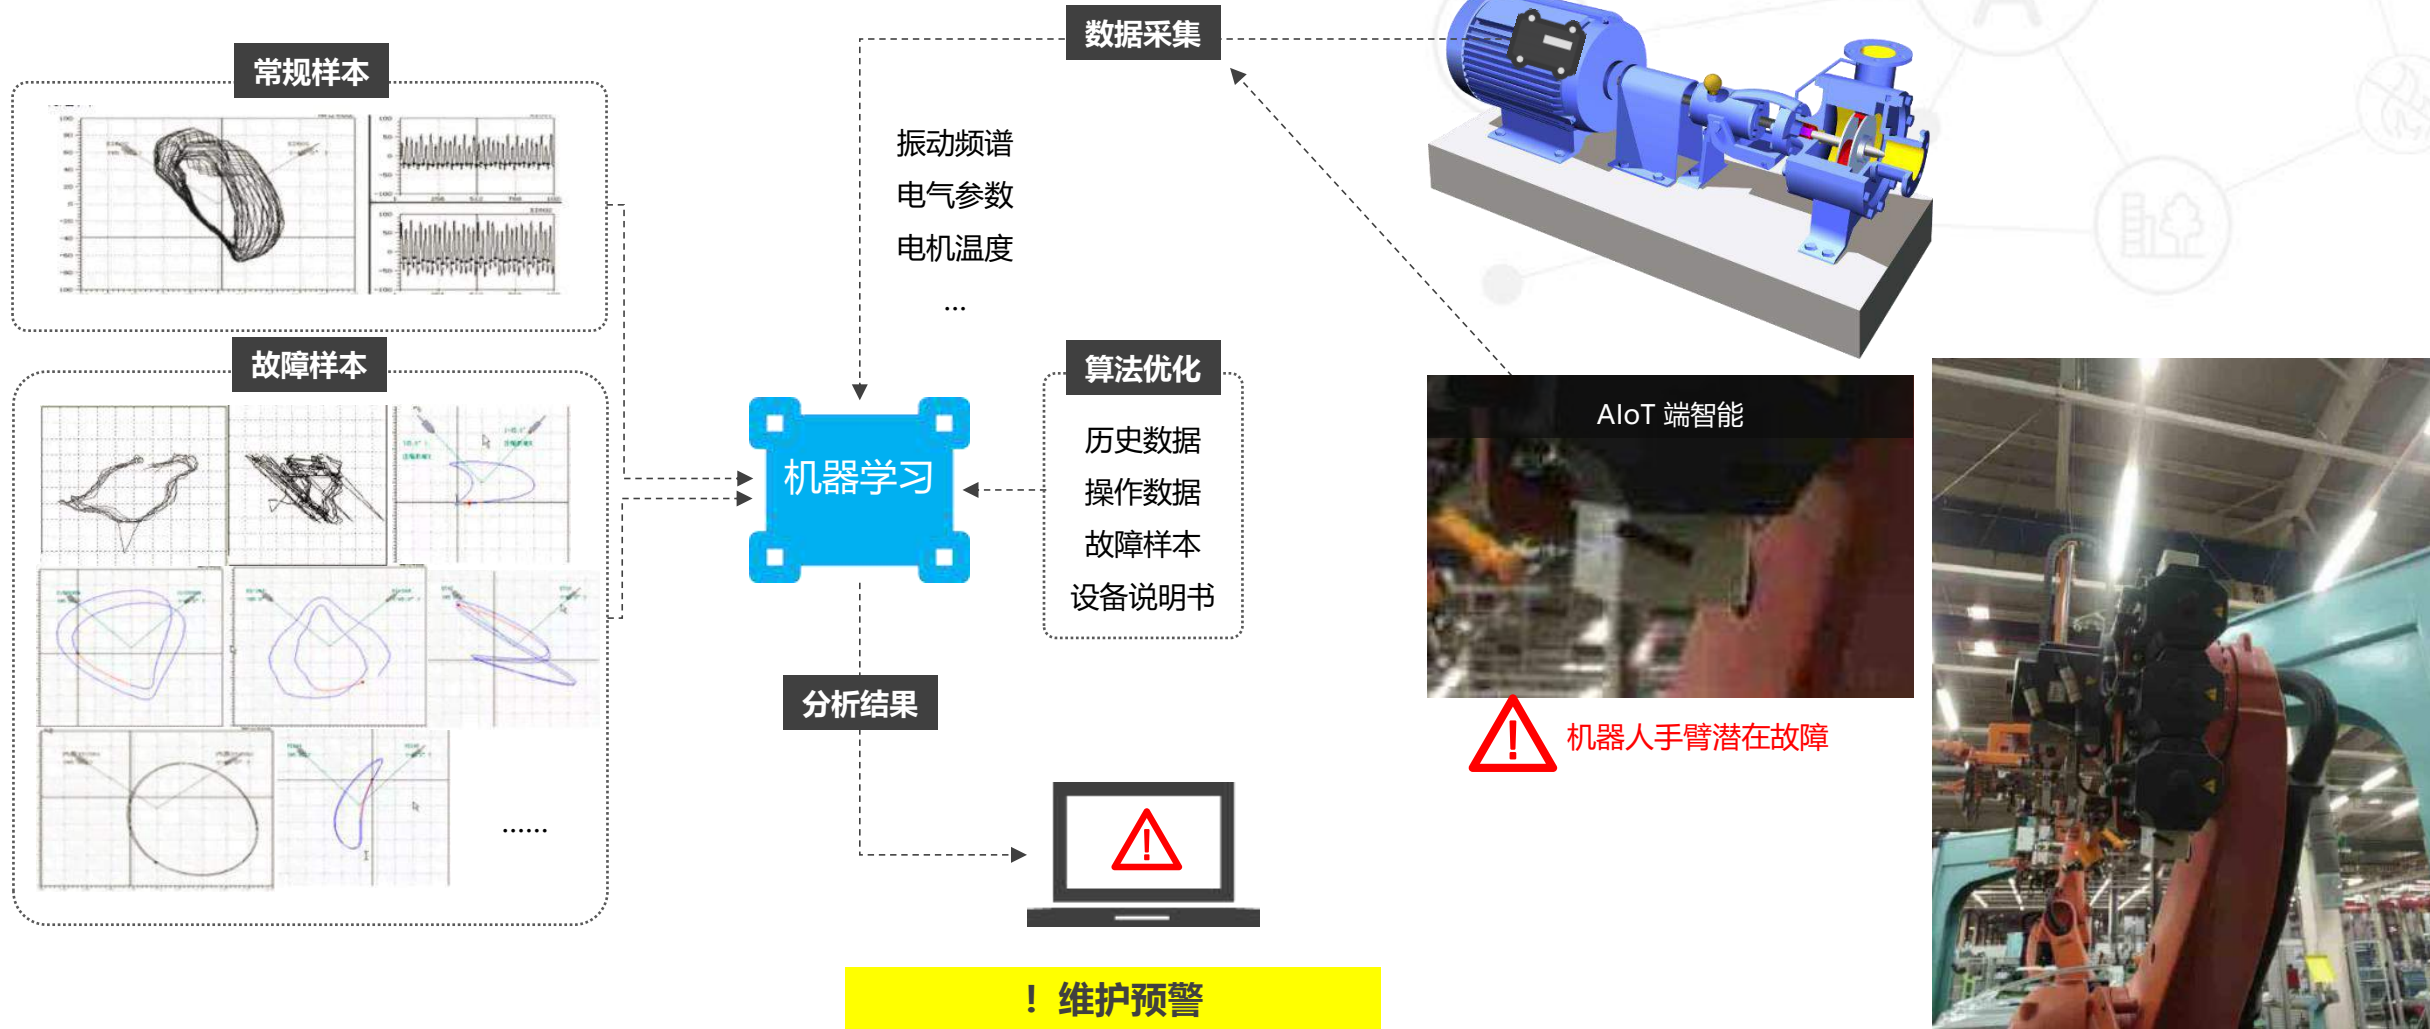 常规样本
故障样本
......
数据采集
振动频谱
电气参数
电机温度
...
机器学习
算法优化
历史数据
操作数据
故障样本
设备说明书
分析结果
！维护预警
AIoT 端智能
机器人手臂潜在故障